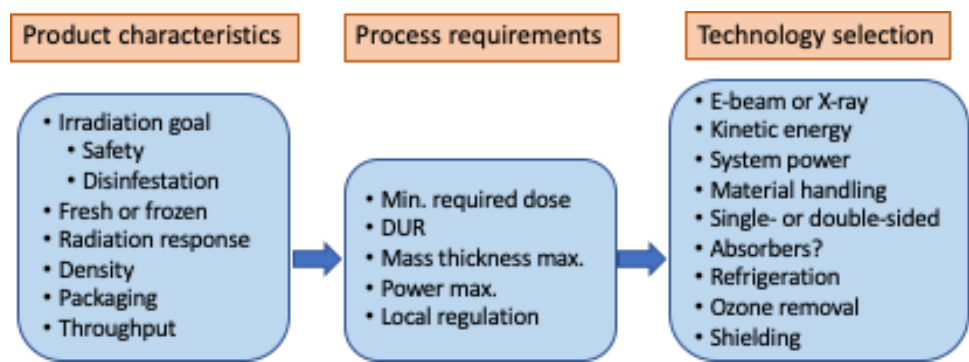 Product characteristics
• Irradiation goal
• Safety
• Disinfestation
• Fresh or frozen
• Radiation response
• Density
• Packaging
• Throughput
Process requirements
• Min. required dose
• DUR
• Mass thickness max.
• Power max.
• Local regulation
Technology selection
• E-beam or X-ray
• Kinetic energy
• System power
• Material handling
• Single- or double-sided
• Absorbers?
• Refrigeration
• Ozone removal
• Shielding